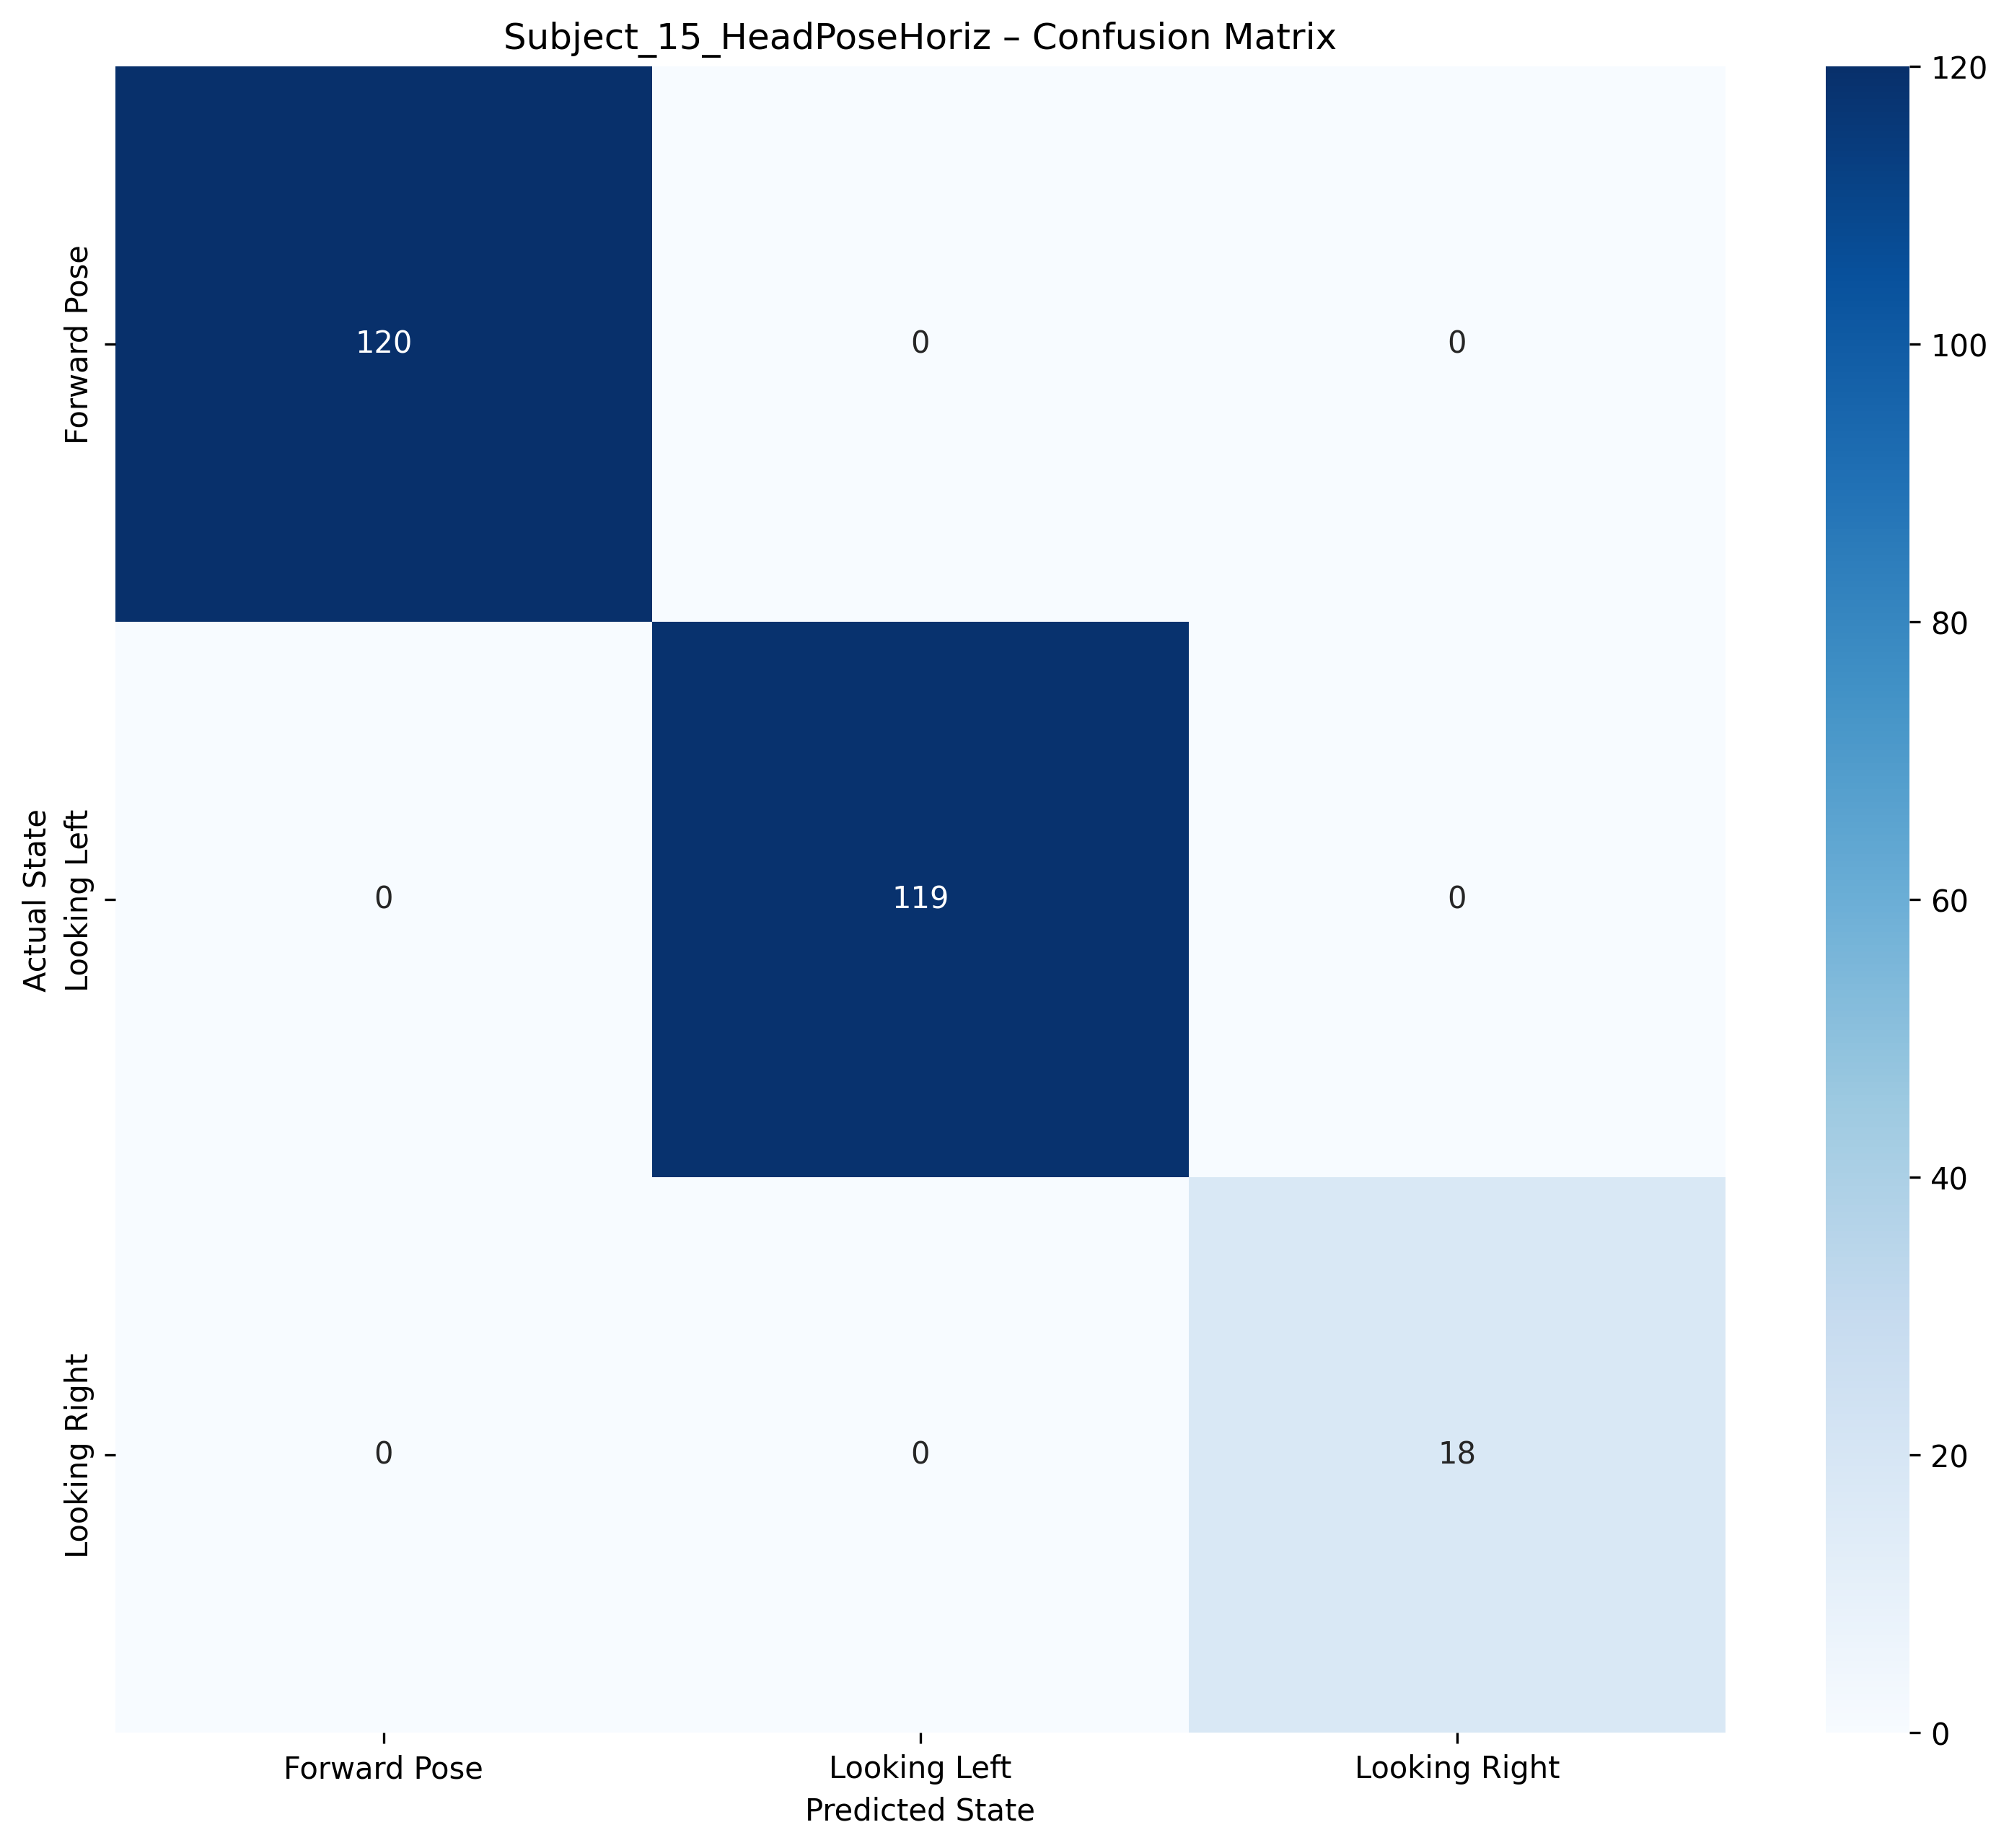 Subject_15_HeadPoseHoriz – Confusion Matrix
Actual State
Forward Pose
120 0 0
Looking Left
0 119 0
Looking Right
0 0 18
Forward Pose Looking Left Looking Right
Predicted State
120
100
80
60
40
20
0